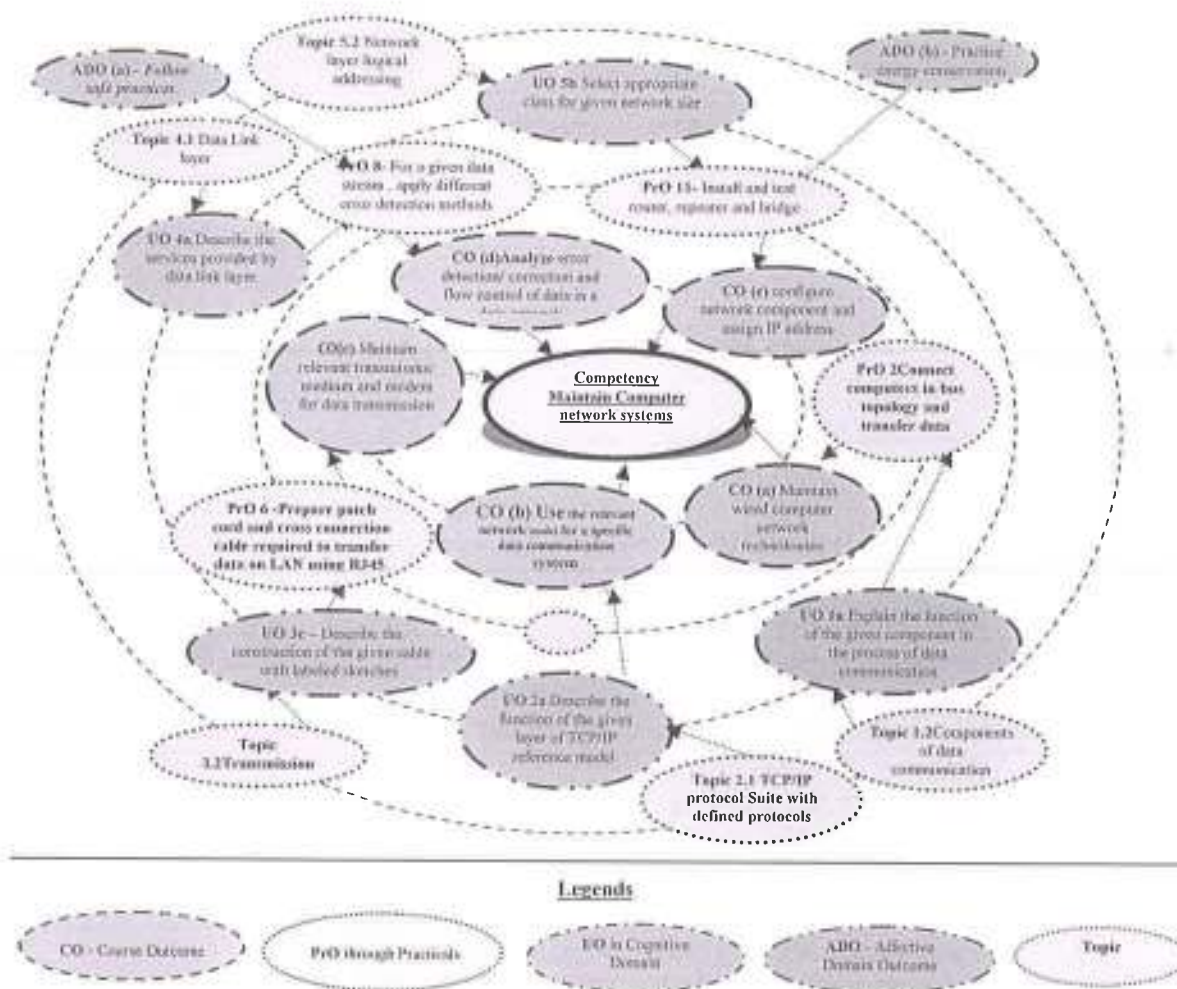 Topic 5.2 Network
layer logical
addressing
ADO (a) - Follow
safe practices
ADO (b) - Practice
energy conservation
UO 5b Select appropriate
class for given network size
Topic 4.1 Data Link
layer
PrO 8- For a given data
stream , apply different
detection methods
PrO 11- Install and test
router, repeater and bridge
UO 4a Describe the
services provided by
data link layer
CO (d)Analyze error
detection/ correction and
flow control of data in a
CO (e) configure
network component and
assign IP address
CO(c) Maintain
relevant transmission
medium and modem
for data transmission
Competency
Maintain Computer
network systems
PrO 2Connect
in bus
topology and
transfer data
CO (a) Maintain
wired computer
network
technologies
CO (b) Use the relevant
network for a specific
data communication
system
PrO 6 -Prepare patch
cord and cross connection
cable required to transfer
data on LAN using RJ45
UO 3c - Describe the
construction of the given cable
with labeled sketches
UO 1a Explain the function
of the given component in
the process of data
communication
UO 2a Describe the
function of the given
layer of TCP/IP
reference model
Topic
3.2Transmission
Topic 1.2Components
of data
communication
Topic 2.1 TCP/IP
protocol Suite with
defined protocols
Legends
CO - Course Outcome
PrO through Practicals
UO in Cognitive
Domain
ADO - Affective
Domain Outcome
Topic